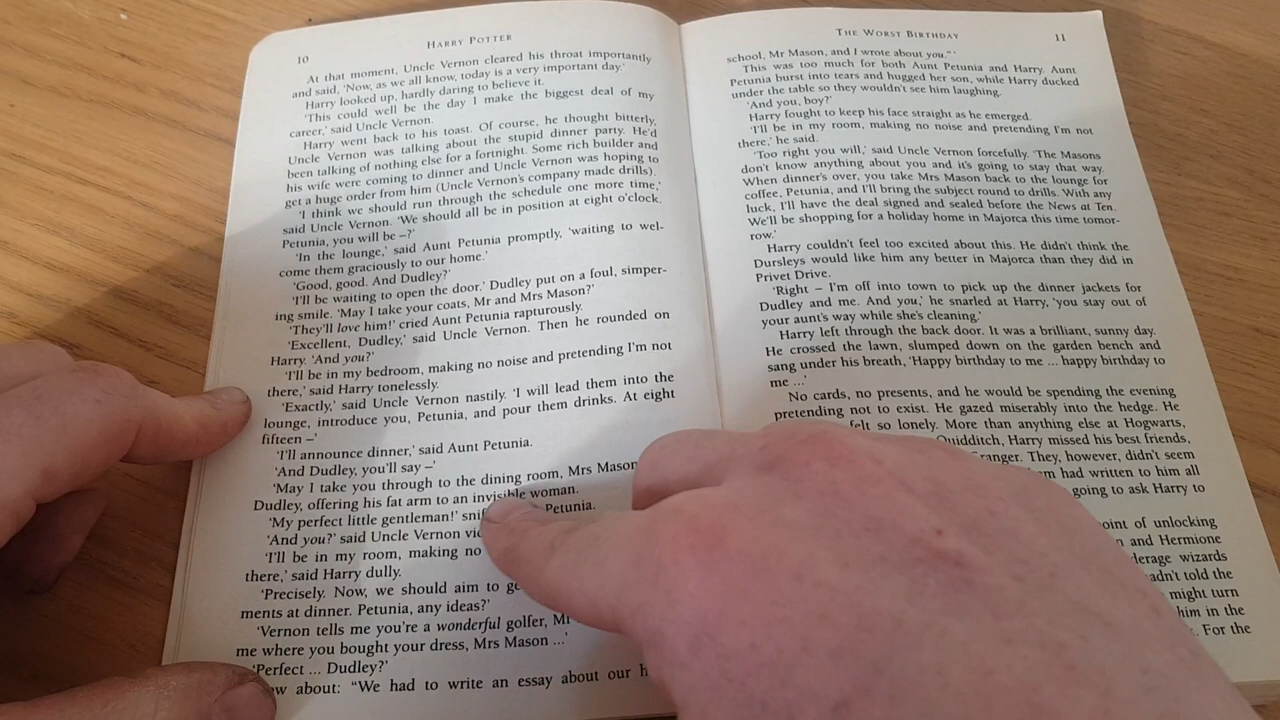 10
HARRY POTTER
At that moment, Uncle Vernon cleared his throat importantly
and said, 'Now, as we all know, today is a very important day.'
Harry looked up, hardly daring to believe it.
'This could well be the day I make the biggest deal of my
career,' said Uncle Vernon.
Harry went back to his toast. Of course, he thought bitterly,
Uncle Vernon was talking about the stupid dinner party. He'd
been talking of nothing else for a fortnight. Some rich builder and
his wife were coming to dinner and Uncle Vernon was hoping to
get a huge order from him (Uncle Vernon's company made drills).
'I think we should run through the schedule one more time,'
said Uncle Vernon. 'We should all be in position at eight o'clock.
Petunia, you will be –?'
'In the lounge,' said Aunt Petunia promptly, 'waiting to wel-
come them graciously to our home.'
'Good, good. And Dudley?'
'I'll be waiting to open the door.' Dudley put on a foul, simper-
ing smile. 'May I take your coats, Mr and Mrs Mason?'
'They'll love him!' cried Aunt Petunia rapturously.
'Excellent, Dudley,' said Uncle Vernon. Then he rounded on
Harry. 'And you?'
'I'll be in my bedroom, making no noise and pretending I'm not
there,' said Harry tonelessly.
'Exactly,' said Uncle Vernon nastily. 'I will lead them into the
lounge, introduce you, Petunia, and pour them drinks. At eight
fifteen –'
'I'll announce dinner,' said Aunt Petunia.
'And Dudley, you'll say –'
'May I take you through to the dining room, Mrs Mason
Dudley, offering his fat arm to an invisible woman.
'My perfect little gentleman!' Petunia.
'And you?' said Uncle Vernon
'I'll be in my room, making no
there,' said Harry dully.
'Precisely. Now, we should aim to
ments at dinner. Petunia, any ideas?'
'Vernon tells me you're a wonderful golfer,
me where you bought your dress, Mrs Mason ...'
'Perfect ... Dudley?'
about: "We had to write an essay about our
THE WORST BIRTHDAY
11
school, Mr Mason, and I wrote about you."'
This was too much for both Aunt Petunia and Harry. Aunt
Petunia burst into tears and hugged her son, while Harry ducked
under the table so they wouldn't see him laughing.
'And you, boy?'
Harry fought to keep his face straight as he emerged.
'I'll be in my room, making no noise and pretending I'm not
there,' he said.
'Too right you will,' said Uncle Vernon forcefully. 'The Masons
don't know anything about you and it's going to stay that way.
When dinner's over, you take Mrs Mason back to the lounge for
coffee, Petunia, and I'll bring the subject round to drills. With any
luck, I'll have the deal signed and sealed before the News at Ten.
We'll be shopping for a holiday home in Majorca this time tomor-
row.'
Harry couldn't feel too excited about this. He didn't think the
Dursleys would like him any better in Majorca than they did in
Privet Drive.
'Right – I'm off into town to pick up the dinner jackets for
Dudley and me. And you,' he snarled at Harry, 'you stay out of
your aunt's way while she's cleaning.'
Harry left through the back door. It was a brilliant, sunny day.
He crossed the lawn, slumped down on the garden bench and
sang under his breath, 'Happy birthday to me ... happy birthday to
me ...'
No cards, no presents, and he would be spending the evening
pretending not to exist. He gazed miserably into the hedge. He
felt so lonely. More than anything else at Hogwarts,
Quidditch, Harry missed his best friends,
Granger. They, however, didn't seem
had written to him all
going to ask Harry to
of unlocking
and Hermione
wizards
told the
might turn
him in the
For the